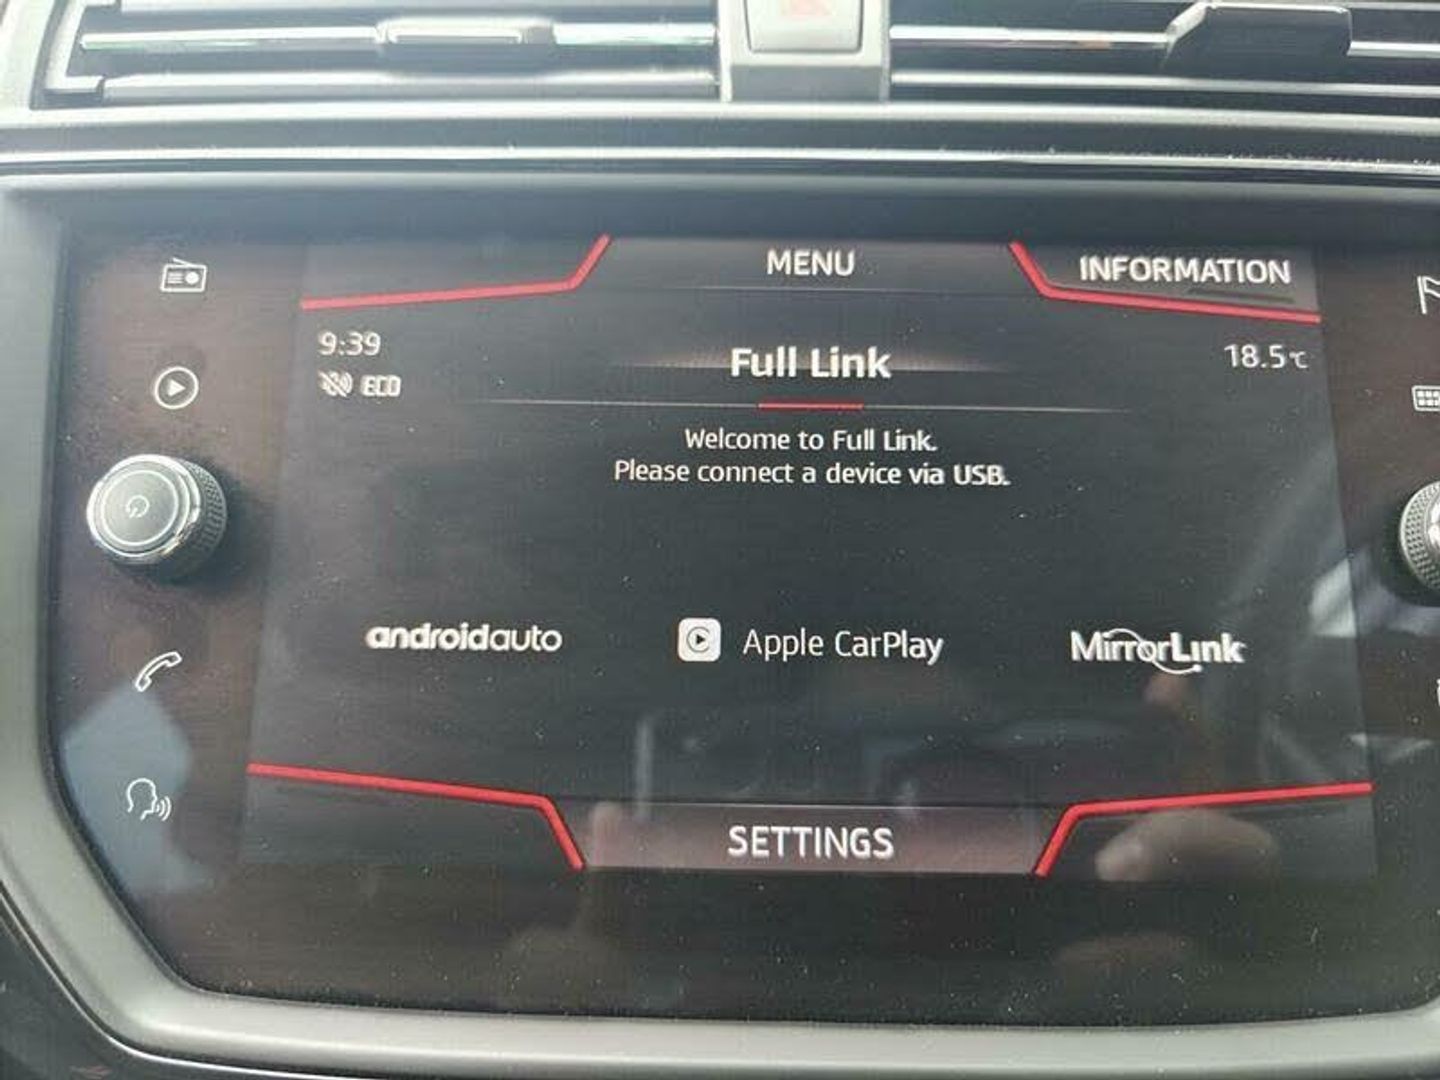 MENU
INFORMATION
9:39
Full Link
18.5℃
ECO
Welcome to Full Link.
Please connect a device via USB.
androidauto
Apple CarPlay
MirrorLink
SETTINGS